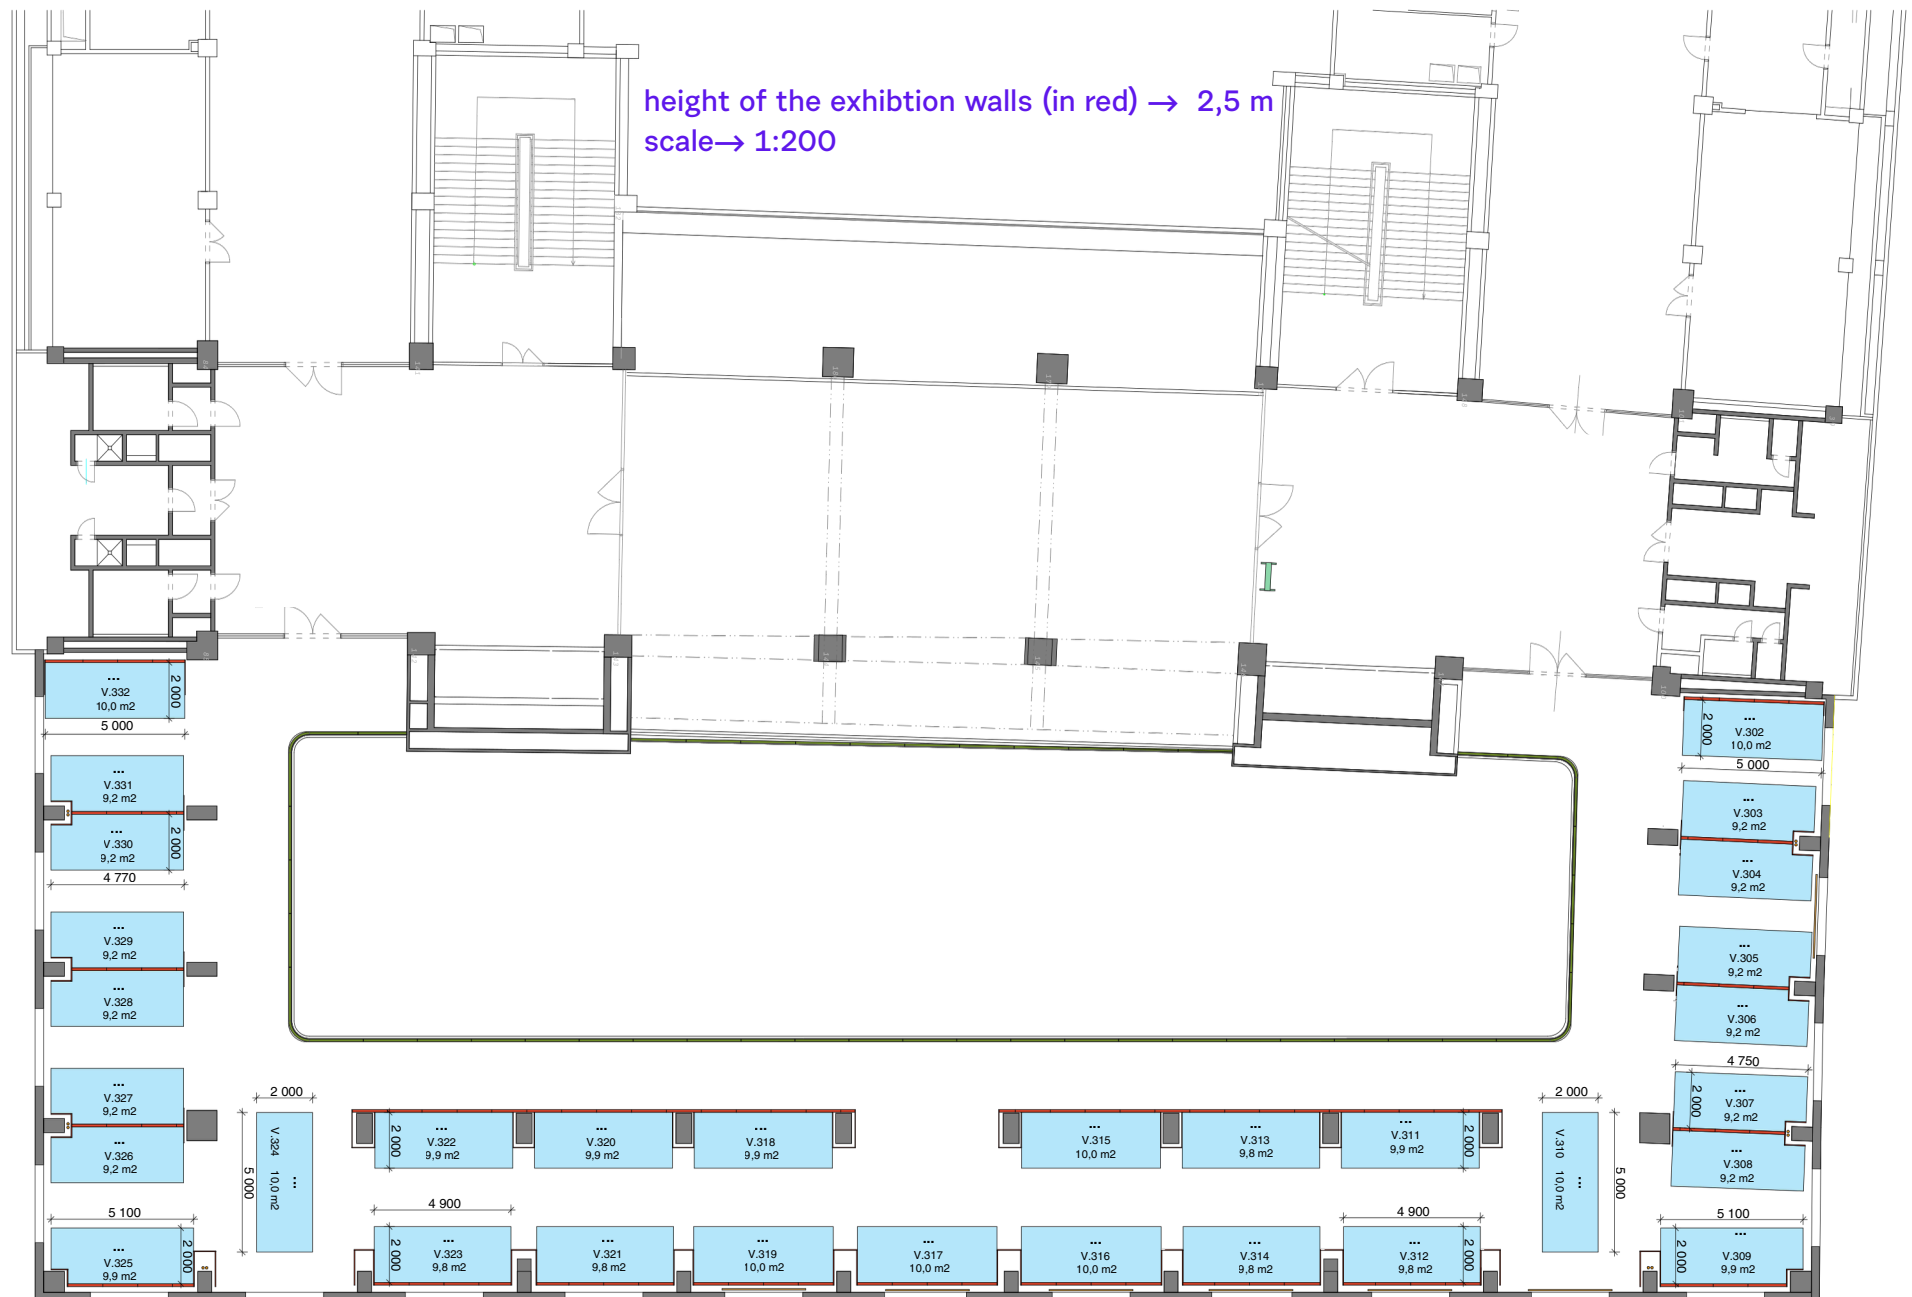 height of the exhibtion walls (in red) → 2,5 m
scale→ 1:200
...
V.332
10,0 m2
2 000
5 000
...
V.331
9,2 m2
...
V.330
9,2 m2
2 000
4 770
...
V.329
9,2 m2
...
V.328
9,2 m2
...
V.327
9,2 m2
...
V.326
9,2 m2
5 100
...
V.325
9,9 m2
2 000
2 000
V.324 10,0 m2
...
5 000
2 000
...
V.322
9,9 m2
...
V.320
9,9 m2
...
V.318
9,9 m2
4 900
2 000
...
V.323
9,8 m2
...
V.321
9,8 m2
...
V.319
10,0 m2
...
V.317
10,0 m2
...
V.315
10,0 m2
...
V.313
9,8 m2
...
V.311
9,9 m2
2 000
...
V.316
10,0 m2
...
V.314
9,8 m2
4 900
...
V.312
9,8 m2
2 000
2 000
V.310 10,0 m2
...
5 000
2 000
...
V.302
10,0 m2
5 000
...
V.303
9,2 m2
...
V.304
9,2 m2
...
V.305
9,2 m2
...
V.306
9,2 m2
4 750
2 000
...
V.307
9,2 m2
...
V.308
9,2 m2
5 100
2 000
...
V.309
9,9 m2